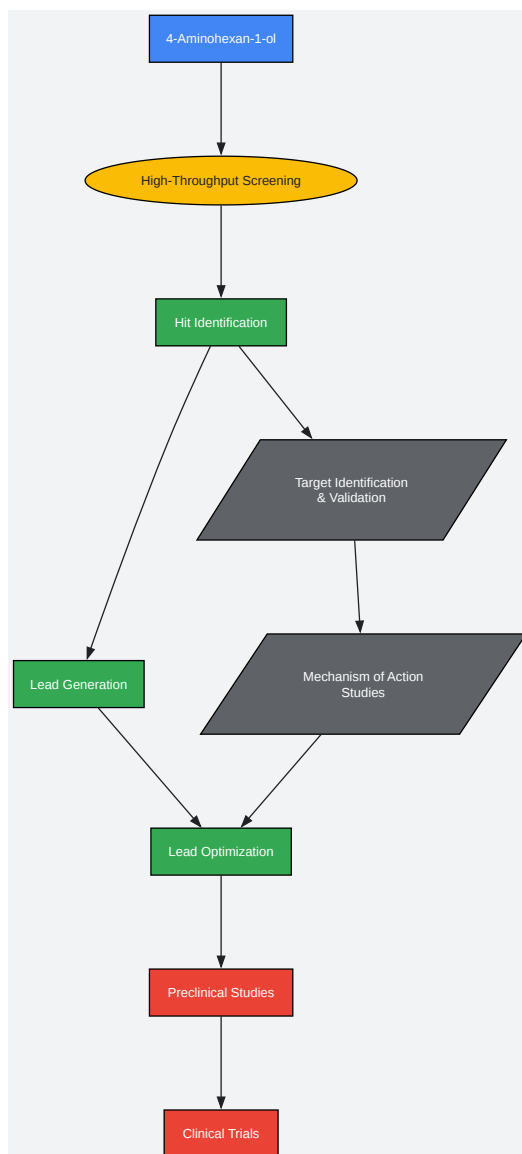 4-Aminohexan-1-ol
High-Throughput Screening
Hit Identification
Target Identification
& Validation
Lead Generation
Mechanism of Action
Studies
Lead Optimization
Preclinical Studies
Clinical Trials